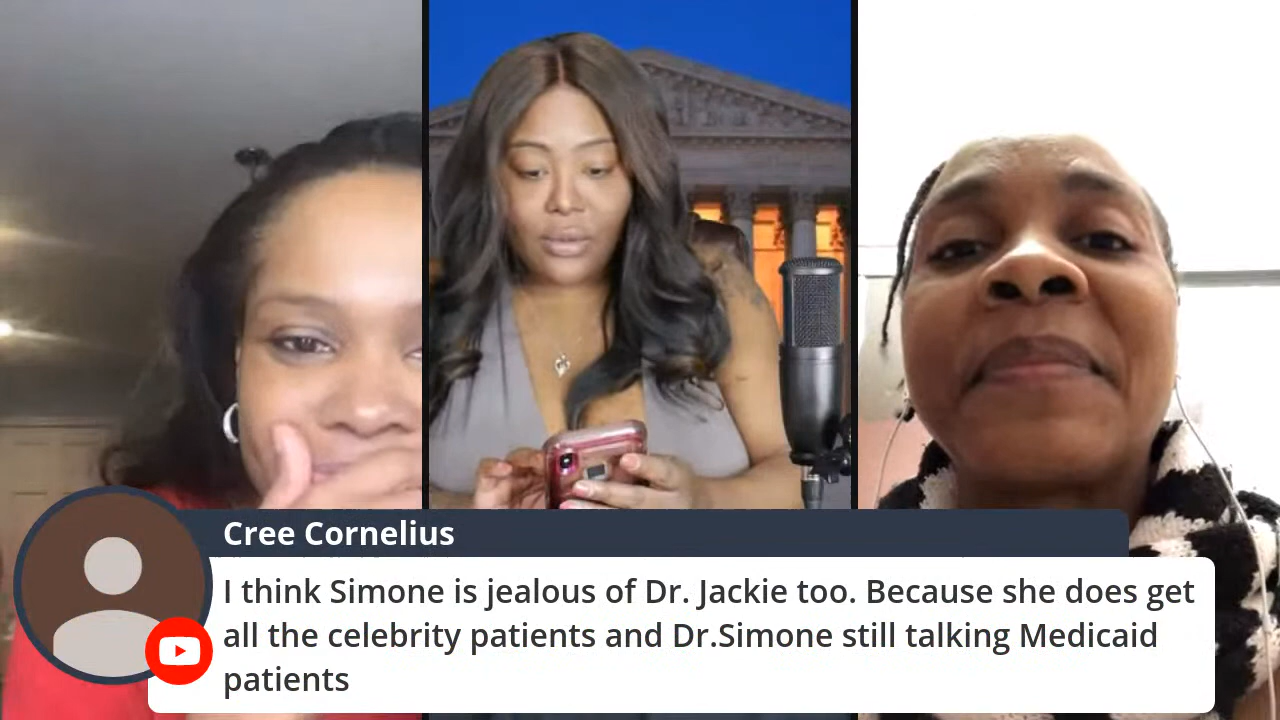 Cree Cornelius
I think Simone is jealous of Dr. Jackie too. Because she does get
all the celebrity patients and Dr.Simone still talking Medicaid
patients